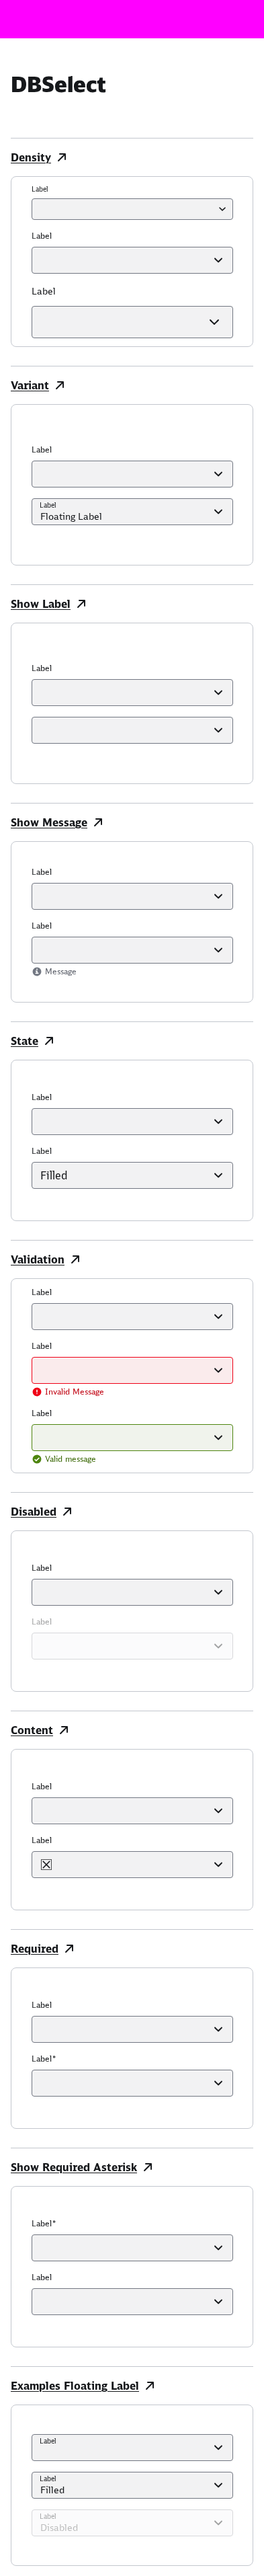 DBSelect
Density
Label
Label
Label
Variant
Label
Label
Floating Label
Show Label
Label
Show Message
Label
Label
Message
State
Label
Label
Filled
Validation
Label
Label
Invalid Message
Label
Valid message
Disabled
Label
Label
Content
Label
Label
Required
Label
Label*
Show Required Asterisk
Label*
Label
Examples Floating Label
Label
Label
Filled
Label
Disabled